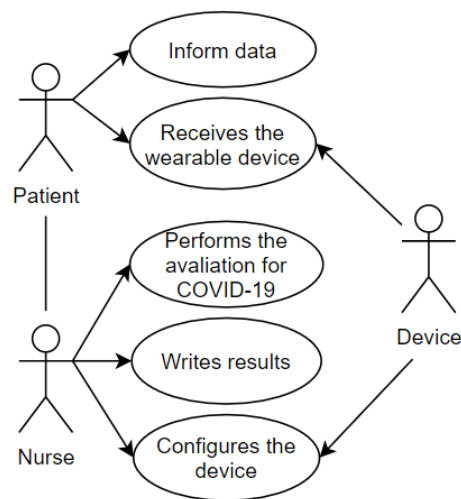 Inform data
Receives the
wearable device
Patient
Performs the
avaliation for
COVID-19
Device
Writes results
Configures the
device
Nurse